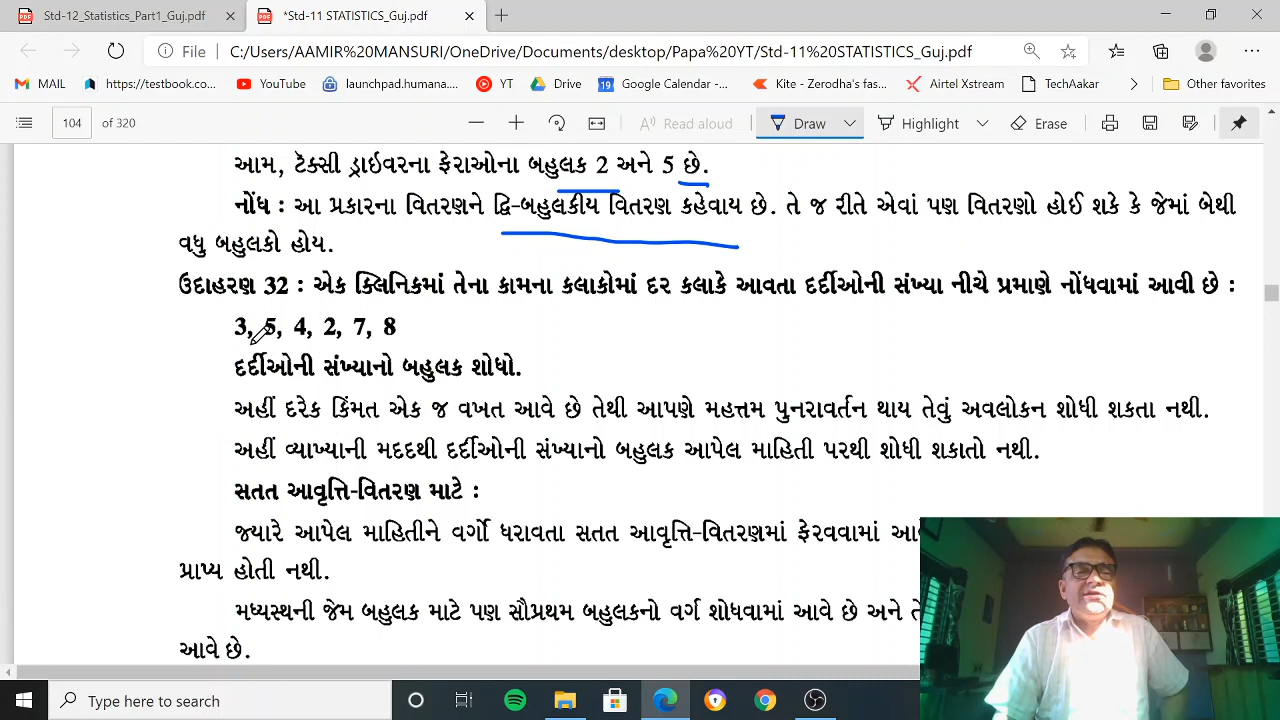 Std-12_Statistics_Part1_Guj.pdf
*Std-11 STATISTICS_Guj.pdf
File
C:/Users/AAMIR%20MANSURI/OneDrive/Documents/desktop/Papa%20YT/Std-11%20STATISTICS_Guj.pdf
MAIL
https://testbook.co...
YouTube
launchpad.humana...
YT
Drive
Google Calendar -...
Kite - Zerodha's fas...
Airtel Xstream
TechAakar
Other favorites
104 of 320
Read aloud
Draw
Highlight
Erase
આમ, ટૅક્સી ડ્રાઇવરના ફેરાઓના બહુલક 2 અને 5 છે.
નોંધ : આ પ્રકારના વિતરણને દ્વિ-બહુલકીય વિતરણ કહેવાય છે. તે જ રીતે એવાં પણ વિતરણો હોઈ શકે કે જેમાં બેથી
વધુ બહુલકો હોય.
ઉદાહરણ 32 : એક ક્લિનિકમાં તેના કામના કલાકોમાં દર કલાકે આવતા દર્દીઓની સંખ્યા નીચે પ્રમાણે નોંધવામાં આવી છે :
3, 5, 4, 2, 7, 8
દર્દીઓની સંખ્યાનો બહુલક શોધો.
અહીં દરેક કિંમત એક જ વખત આવે છે તેથી આપણે મહત્તમ પુનરાવર્તન થાય તેવું અવલોકન શોધી શકતા નથી.
અહીં વ્યાખ્યાની મદદથી દર્દીઓની સંખ્યાનો બહુલક આપેલ માહિતી પરથી શોધી શકાતો નથી.
સતત આવૃત્તિ-વિતરણ માટે :
જ્યારે આપેલ માહિતીને વર્ગો ધરાવતા સતત આવૃત્તિ-વિતરણમાં ફેરવવામાં
પ્રાપ્ય હોતી નથી.
મધ્યસ્થની જેમ બહુલક માટે પણ સૌપ્રથમ બહુલકનો વર્ગ શોધવામાં આવે છે અને
આવે છે.
Type here to search